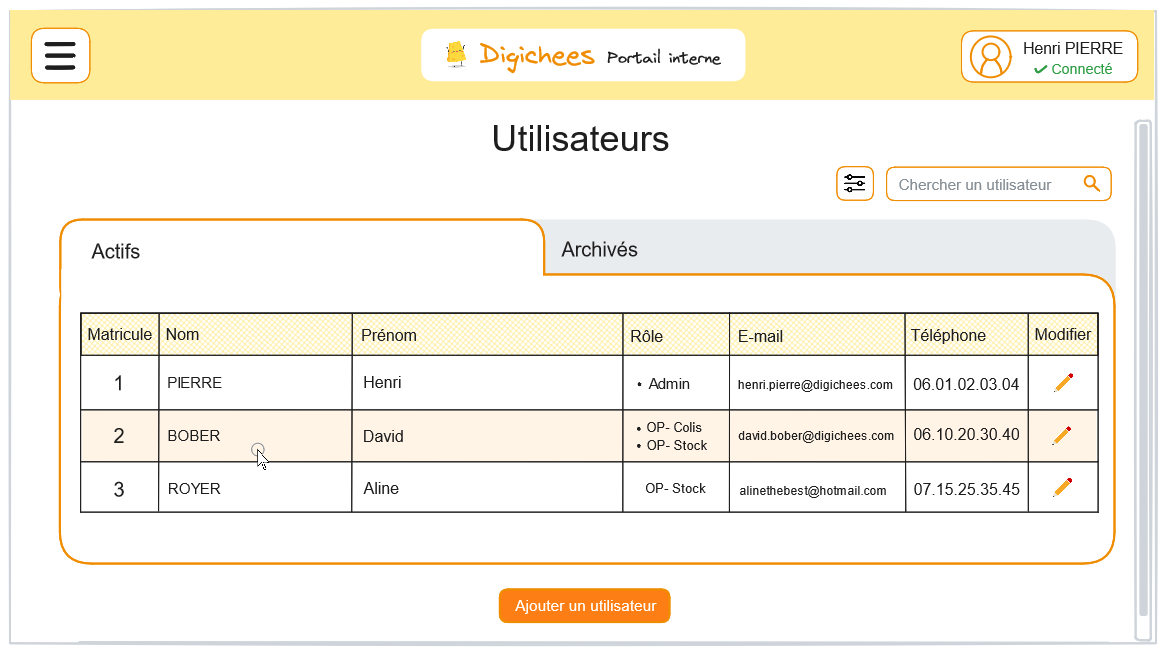 Digichees Portail interne
Henri PIERRE
Connecté
Utilisateurs
Chercher un utilisateur
Actifs
Archivés
Matricule Nom Prénom Rôle E-mail Téléphone Modifier
1 PIERRE Henri • Admin henri.pierre@digichees.com 06.01.02.03.04
2 BOBER David • OP- Colis • OP- Stock david.bober@digichees.com 06.10.20.30.40
3 ROYER Aline OP- Stock alinethebest@hotmail.com 07.15.25.35.45
Ajouter un utilisateur